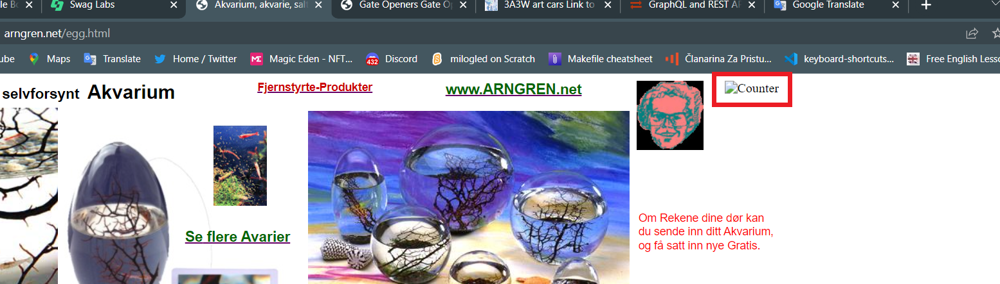 Swag Labs
Akvarium, akvarie, salt
Gate Openers Gate Op
3A3W art cars Link to
GraphQL and REST AP
Google Translate
arngren.net/egg.html
Maps
Translate
Home / Twitter
Magic Eden - NFT...
432
Discord
milogled on Scratch
Makefile cheatsheet
Članarina Za Pristu...
keyboard-shortcuts...
Free English Lesso
selvforsynt Akvarium
Fjernstyrte-Produkter
www.ARNGREN.net
Counter
Se flere Avarier
Om Rekene dine dør kan
du sende inn ditt Akvarium,
og få satt inn nye Gratis.